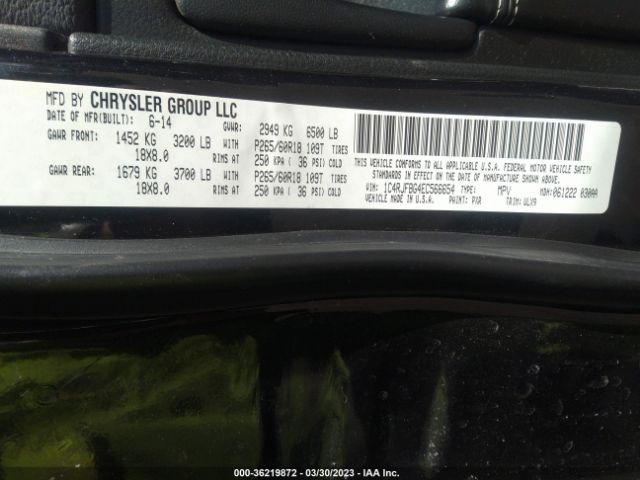 MFD BY CHRYSLER GROUP LLC
DATE OF MFR(BUILT): 6-14 GVWR: 2949 KG 6500 LB
GAWR FRONT: 1452 KG 3200 LB WITH P265/60R18 109T TIRES
18X8.0 RIMS AT 250 KPA ( 36 PSI) COLD
GAWR REAR: 1679 KG 3700 LB WITH P265/60R18 109T TIRES
18X8.0 RIMS AT 250 KPA ( 36 PSI) COLD
THIS VEHICLE CONFORMS TO ALL APPLICABLE U.S.A. FEDERAL MOTOR VEHICLE SAFETY
STANDARDS IN EFFECT ON THE DATE OF MANUFACTURE SHOWN ABOVE.
VIN: 1C4RJFBG4EC566654 TYPE: MPV MDH: 061222 030AA
VEHICLE MADE IN U.S.A. PAINT: PXR TRIM: VLX9
000-36219872 — 03/30/2023 — IAA Inc.